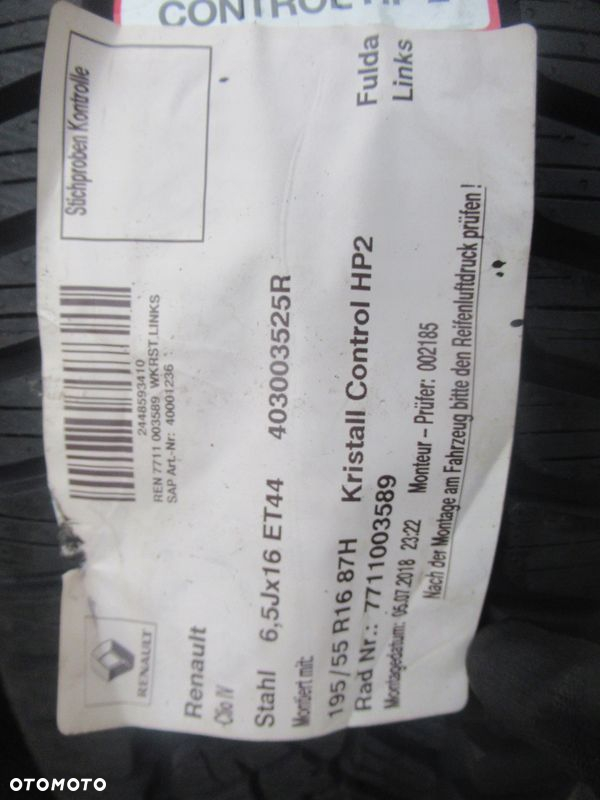 CONTROL HP 2
RENAULT
2448593410
REN 7711 003589 WKRST.LINKS
SAP Art.-Nr: 40001236
Stichproben Kontrolle
Renault
Clio IV
Stahl 6,5Jx16 ET44 403003525R
Montiert mit:
195/55 R16 87H Kristall Control HP2 Fulda
Rad Nr.: 7711003589 Links
Montagedatum: 05.07.2018 23:22 Monteur – Prüfer: 002185
Nach der Montage am Fahrzeug bitte den Reifenluftdruck prüfen !
OTOMOTO